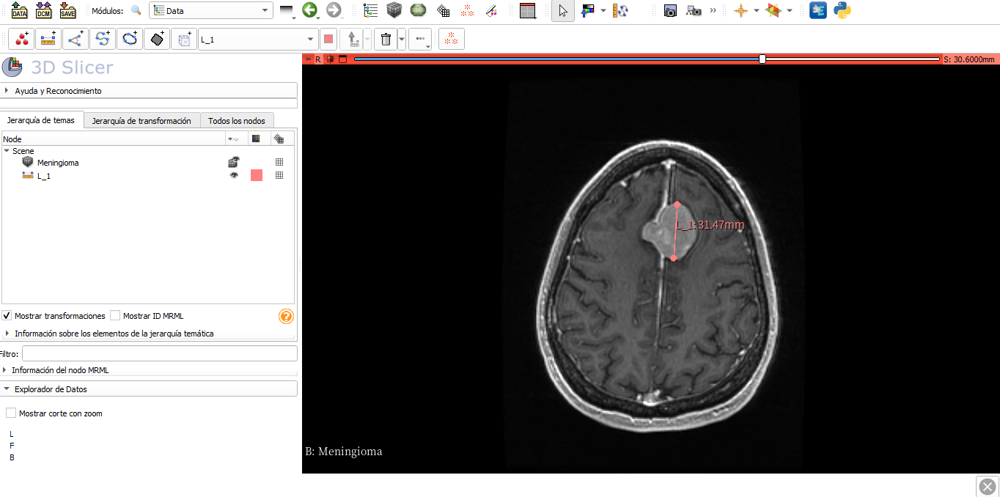 DATA DCM SAVE Módulos: Data
L_1
R S: 30.6000mm
3D Slicer
Ayuda y Reconocimiento
Jerarquía de temas Jerarquía de transformación Todos los nodos
Node
Scene
Meningioma
L_1
L_1: 31.47mm
Mostrar transformaciones Mostrar ID MRML
Información sobre los elementos de la jerarquía temática
Filtro:
Información del nodo MRML
Explorador de Datos
Mostrar corte con zoom
L
F
B
B: Meningioma